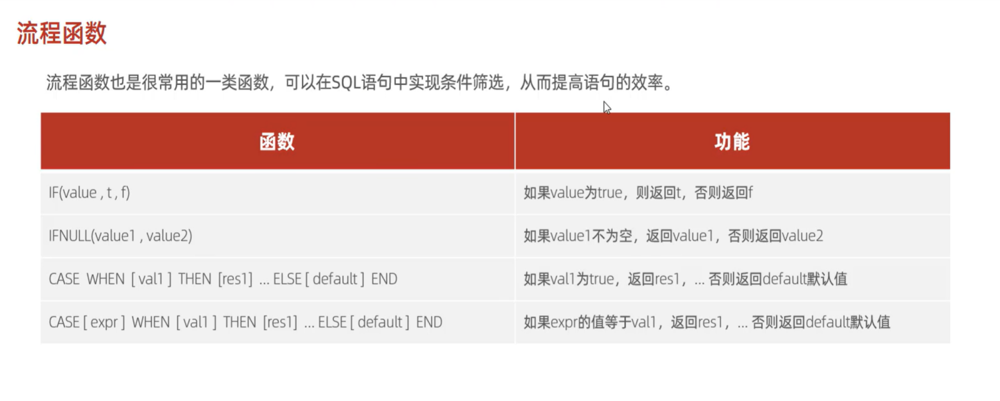 流程函数
流程函数也是很常用的一类函数，可以在SQL语句中实现条件筛选，从而提高语句的效率。
函数 功能
IF(value , t , f) 如果value为true，则返回t，否则返回f
IFNULL(value1 , value2) 如果value1不为空，返回value1，否则返回value2
CASE WHEN [ val1 ] THEN [res1] ... ELSE [ default ] END 如果val1为true，返回res1，... 否则返回default默认值
CASE [ expr ] WHEN [ val1 ] THEN [res1] ... ELSE [ default ] END 如果expr的值等于val1，返回res1，... 否则返回default默认值